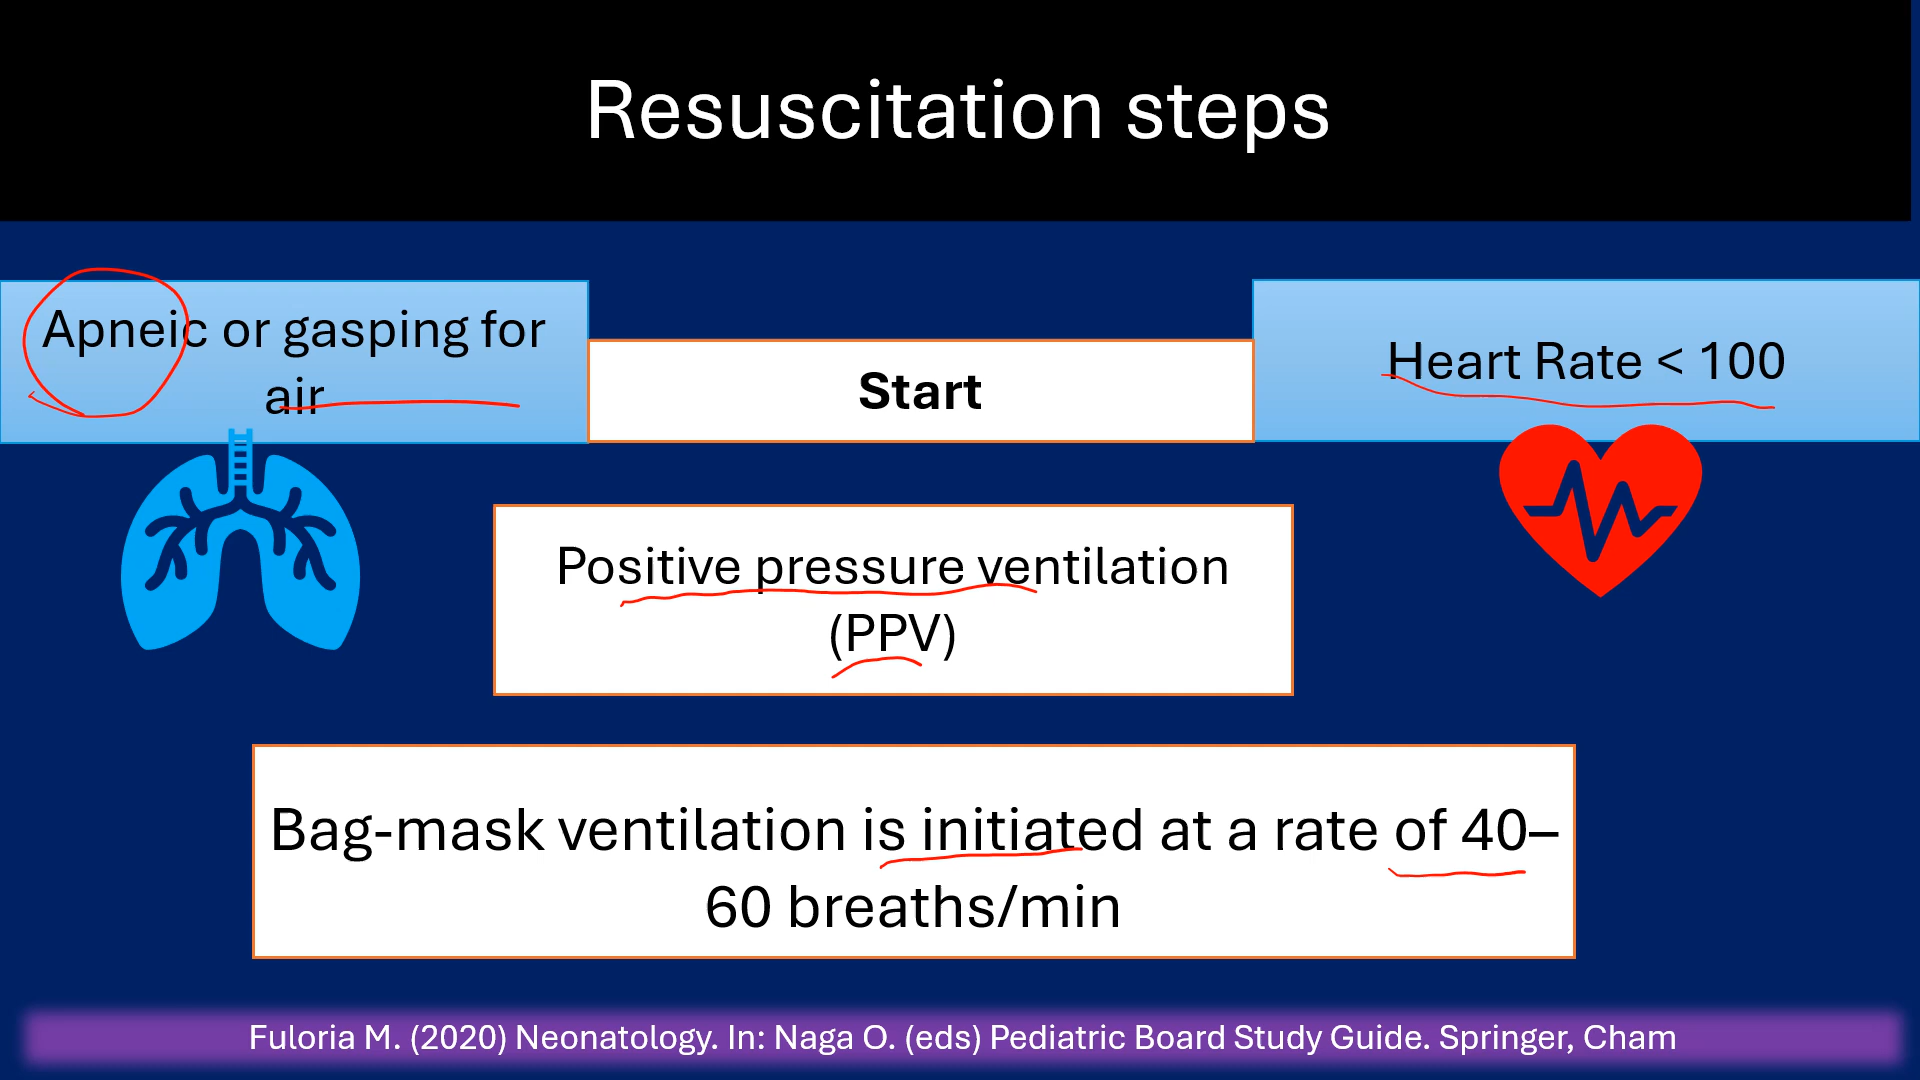 Resuscitation steps
Apneic or gasping for
air
Start
Heart Rate < 100
Positive pressure ventilation
(PPV)
Bag-mask ventilation is initiated at a rate of 40–
60 breaths/min
Fuloria M. (2020) Neonatology. In: Naga O. (eds) Pediatric Board Study Guide. Springer, Cham